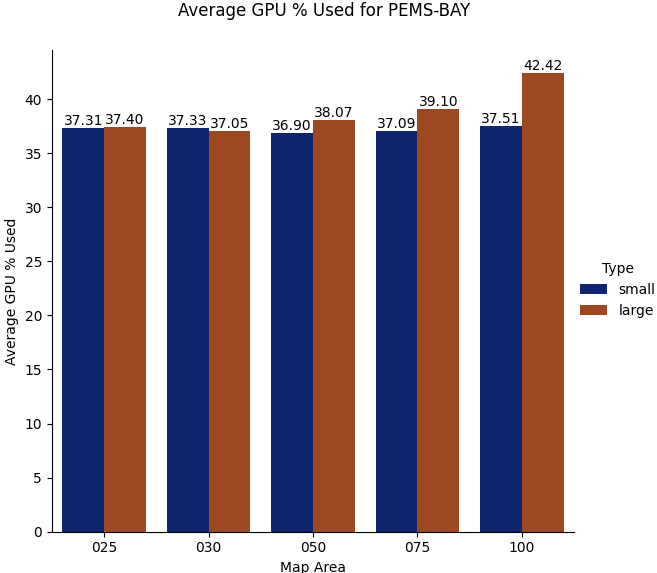 Average GPU % Used for PEMS-BAY
42.42
40
39.10
38.07
37.31 37.40 37.33 37.05 36.90 37.09 37.51
35
30
25
20
15
10
5
0
Average GPU % Used
025 030 050 075 100
Map Area
Type
small
large